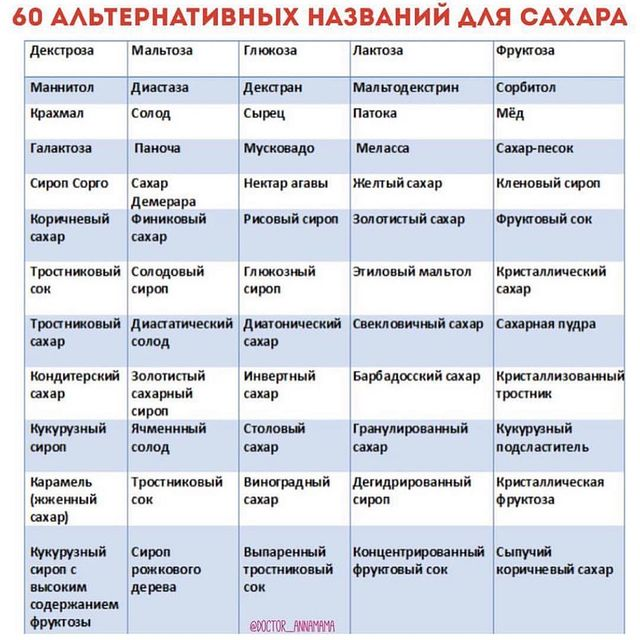 60 АЛЬТЕРНАТИВНЫХ НАЗВАНИЙ ДЛЯ САХАРА
Декстроза Мальтоза Глюкоза Лактоза Фруктоза
Маннитол Диастаза Декстран Мальтодекстрин Сорбитол
Крахмал Солод Сырец Патока Мёд
Галактоза Паноча Мусковадо Меласса Сахар-песок
Сироп Сорго
Сахар
Демерара
Нектар агавы
Желтый сахар
Кленовый сироп
Коричневый
сахар
Финиковый
сахар
Рисовый сироп
Золотистый сахар
Фруктовый сок
Тростниковый
сок
Солодовый
сироп
Глюкозный
сироп
Этиловый мальтол
Кристаллический
сахар
Тростниковый
сахар
Диастатический
солод
Диатонический
сахар
Свекловичный сахар
Сахарная пудра
Кондитерский
сахар
Золотистый
сахарный
сироп
Инвертный
сахар
Барбадосский сахар
Кристаллизованный
тростник
Кукурузный
сироп
Ячменнный
солод
Столовый
сахар
Гранулированный
сахар
Кукурузный
подсластитель
Карамель
(жженный
сахар)
Тростниковый
сок
Виноградный
сахар
Дегидрированный
сироп
Кристаллическая
фруктоза
Кукурузный
сироп с
высоким
содержанием
фруктозы
Сироп
рожкового
дерева
Выпаренный
тростниковый
сок
Концентрированный
фруктовый сок
Сыпучий
коричневый сахар
@DOCTOR_ANNAMAMA